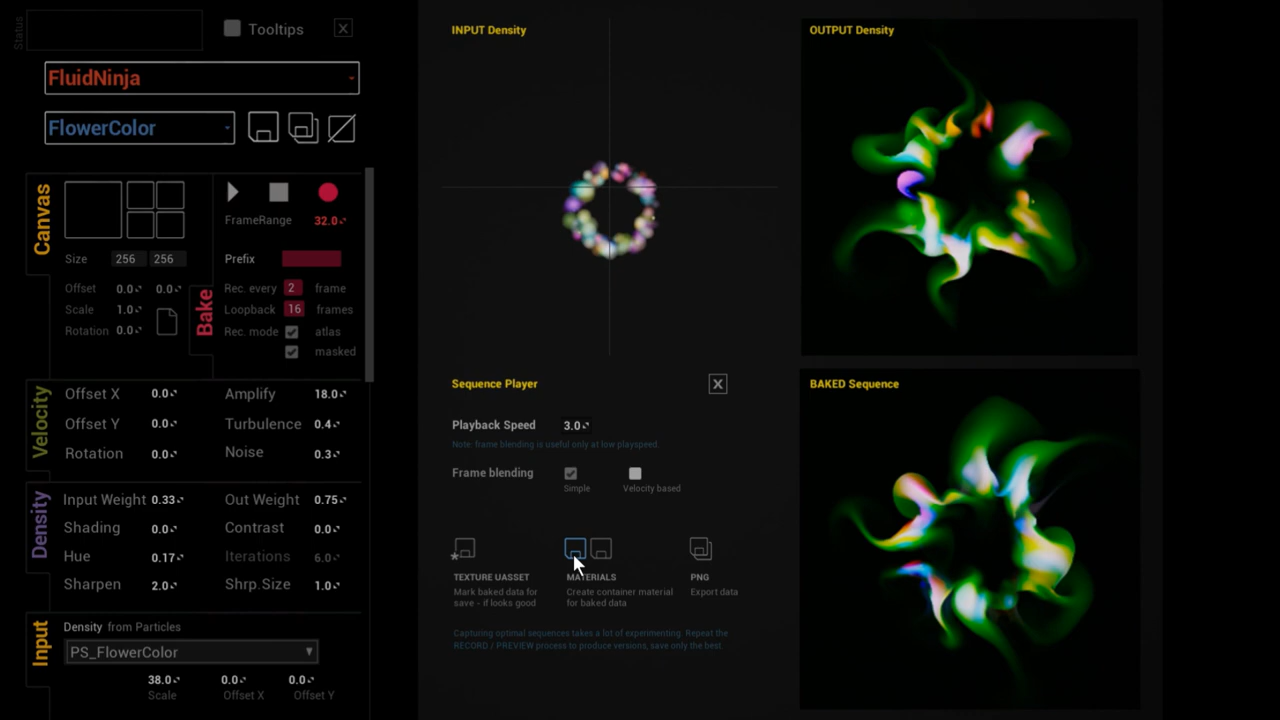 Status
Tooltips
X
FluidNinja
FlowerColor
Canvas
Size 256 256
Offset 0.0 0.0
Scale 1.0
Rotation 0.0
Bake
FrameRange 32.0
Prefix
Rec. every 2 frame
Loopback 16 frames
Rec. mode atlas
masked
Velocity
Offset X 0.0 Amplify 18.0
Offset Y 0.0 Turbulence 0.4
Rotation 0.0 Noise 0.3
Density
Input Weight 0.33 Out Weight 0.75
Shading 0.0 Contrast 0.0
Hue 0.17 Iterations 6.0
Sharpen 2.0 Shrp.Size 1.0
Input
Density from Particles
PS_FlowerColor
38.0 0.0 0.0
Scale Offset X Offset Y
INPUT Density
OUTPUT Density
Sequence Player
X
Playback Speed 3.0
Note: frame blending is useful only at low playspeed.
Frame blending
Simple Velocity based
TEXTURE UASSET
Mark baked data for
save - if looks good
MATERIALS
Create container material
for baked data
PNG
Export data
Capturing optimal sequences takes a lot of experimenting. Repeat the
RECORD / PREVIEW process to produce versions, save only the best.
BAKED Sequence